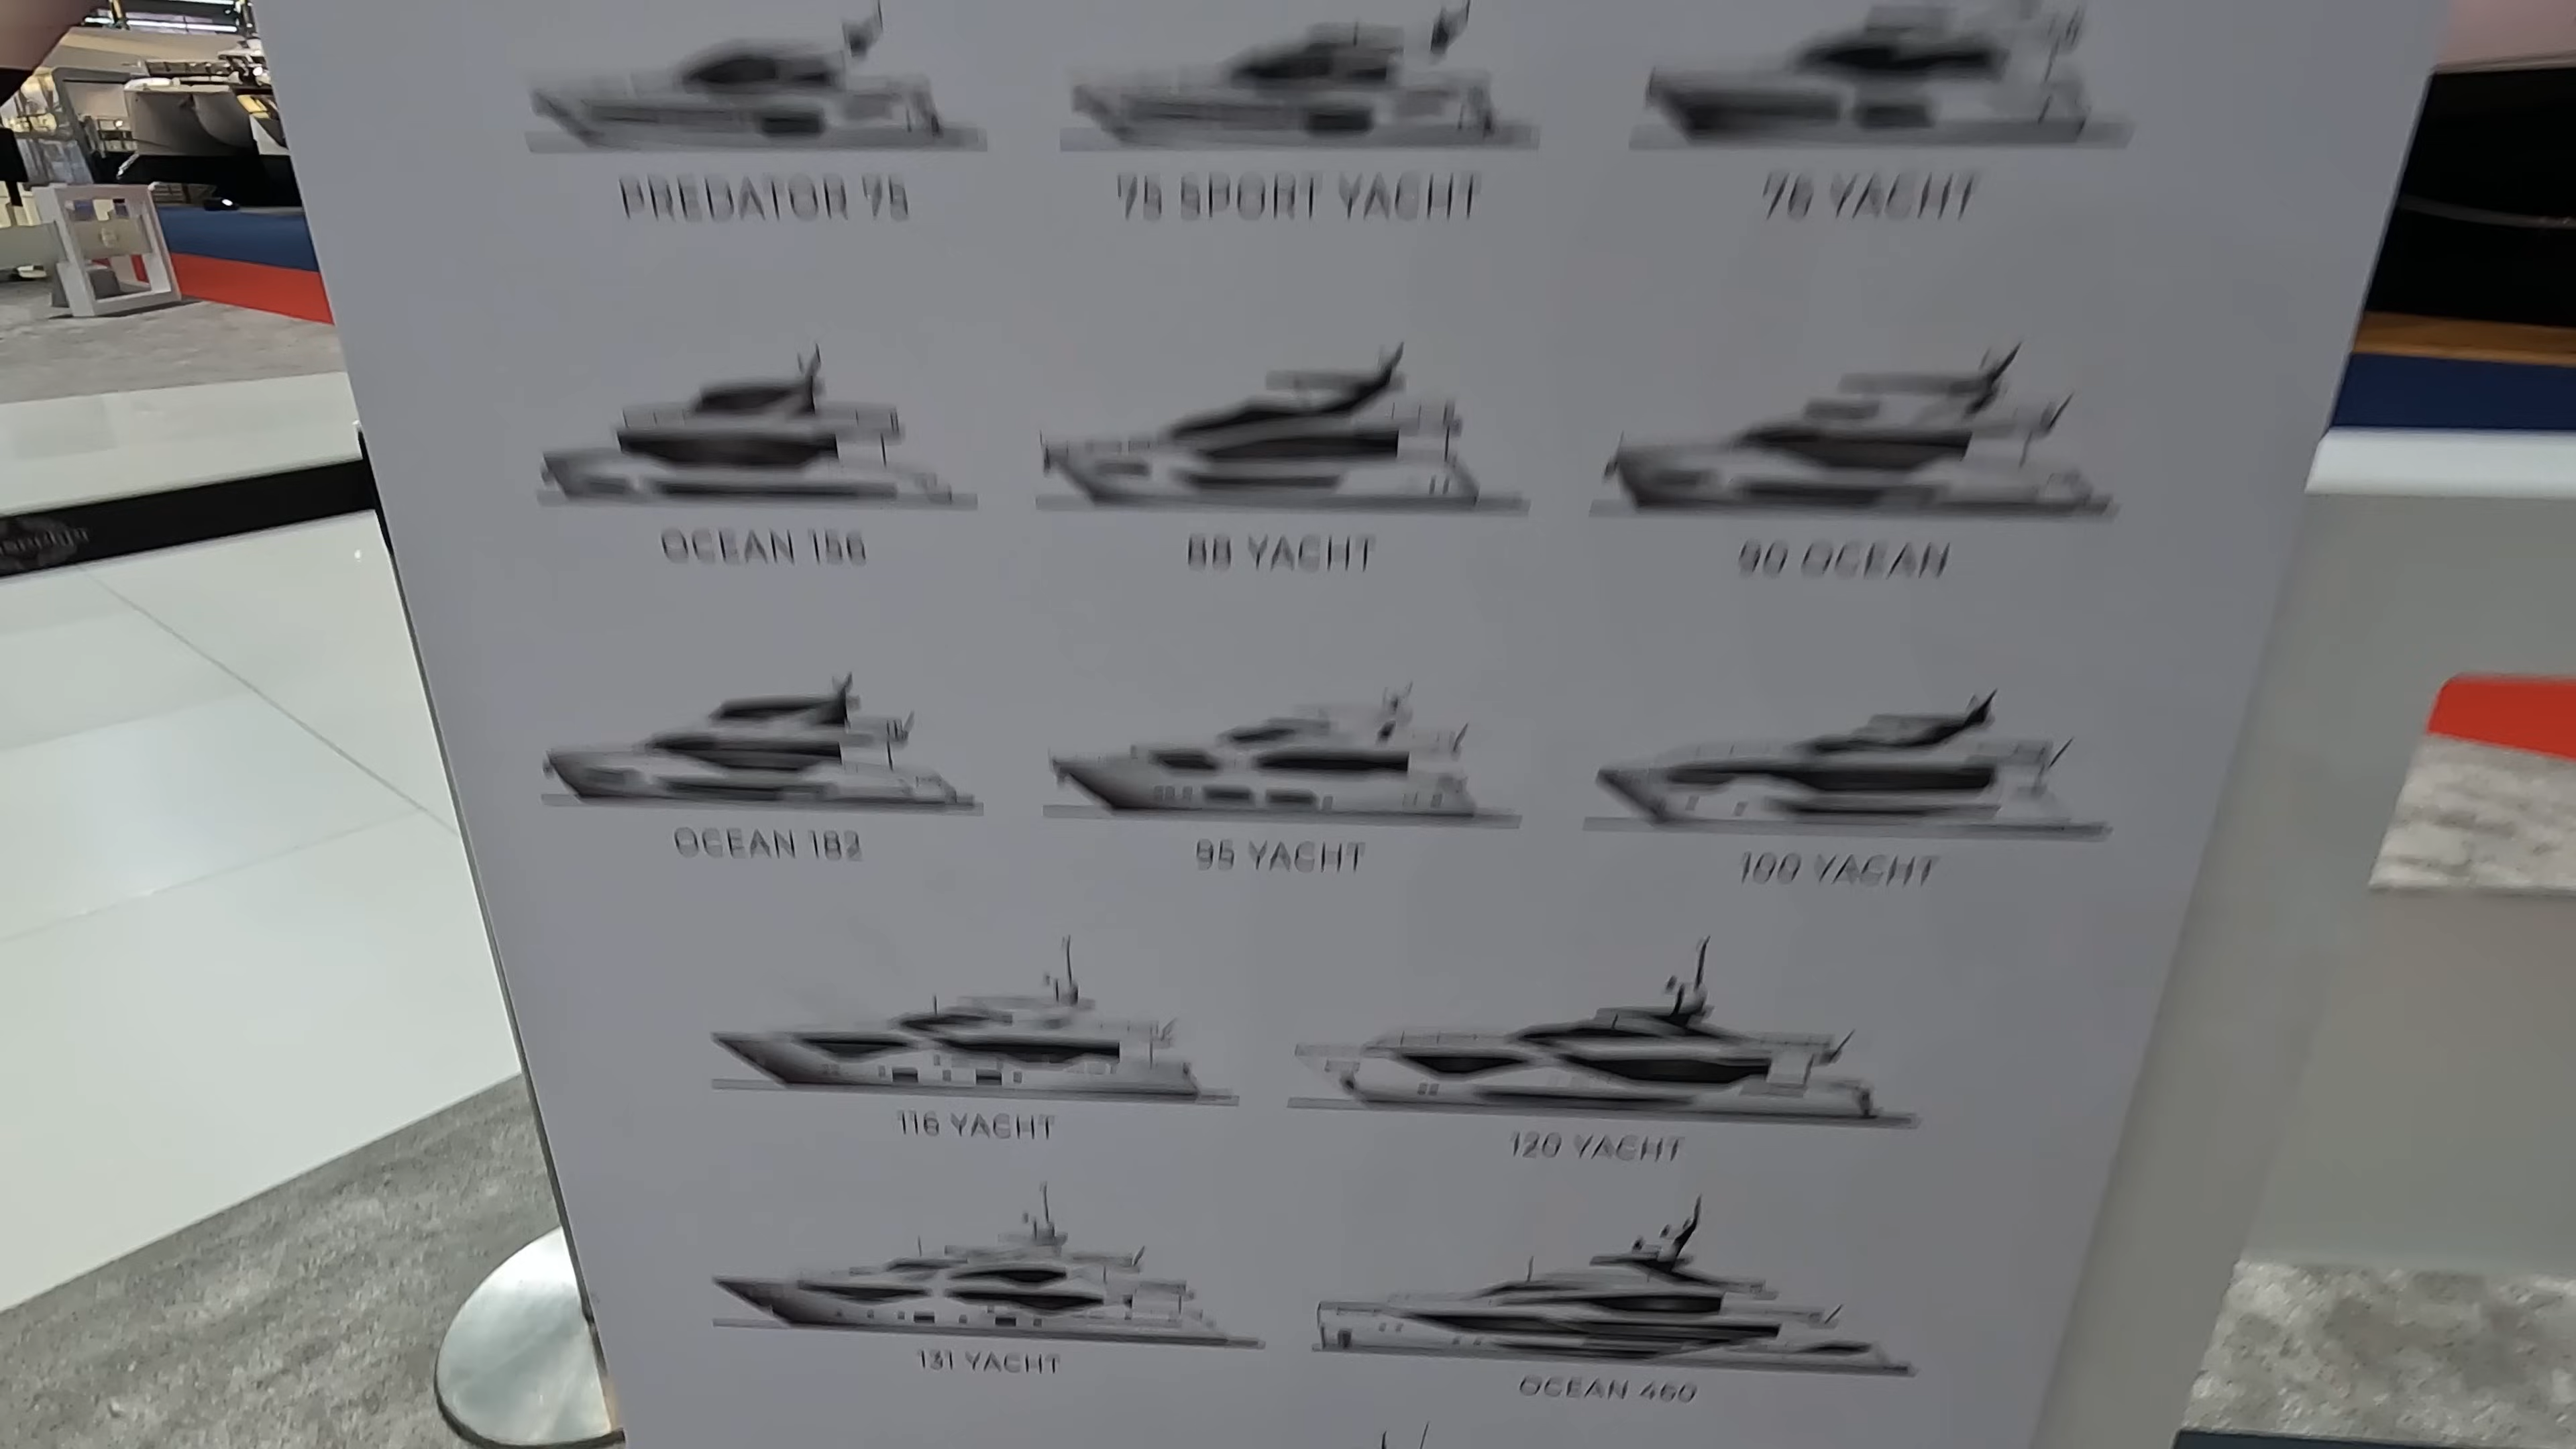 PREDATOR 75
75 SPORT YACHT
76 YACHT
OCEAN 156
88 YACHT
90 OCEAN
OCEAN 182
95 YACHT
100 YACHT
116 YACHT
120 YACHT
131 YACHT
OCEAN 460